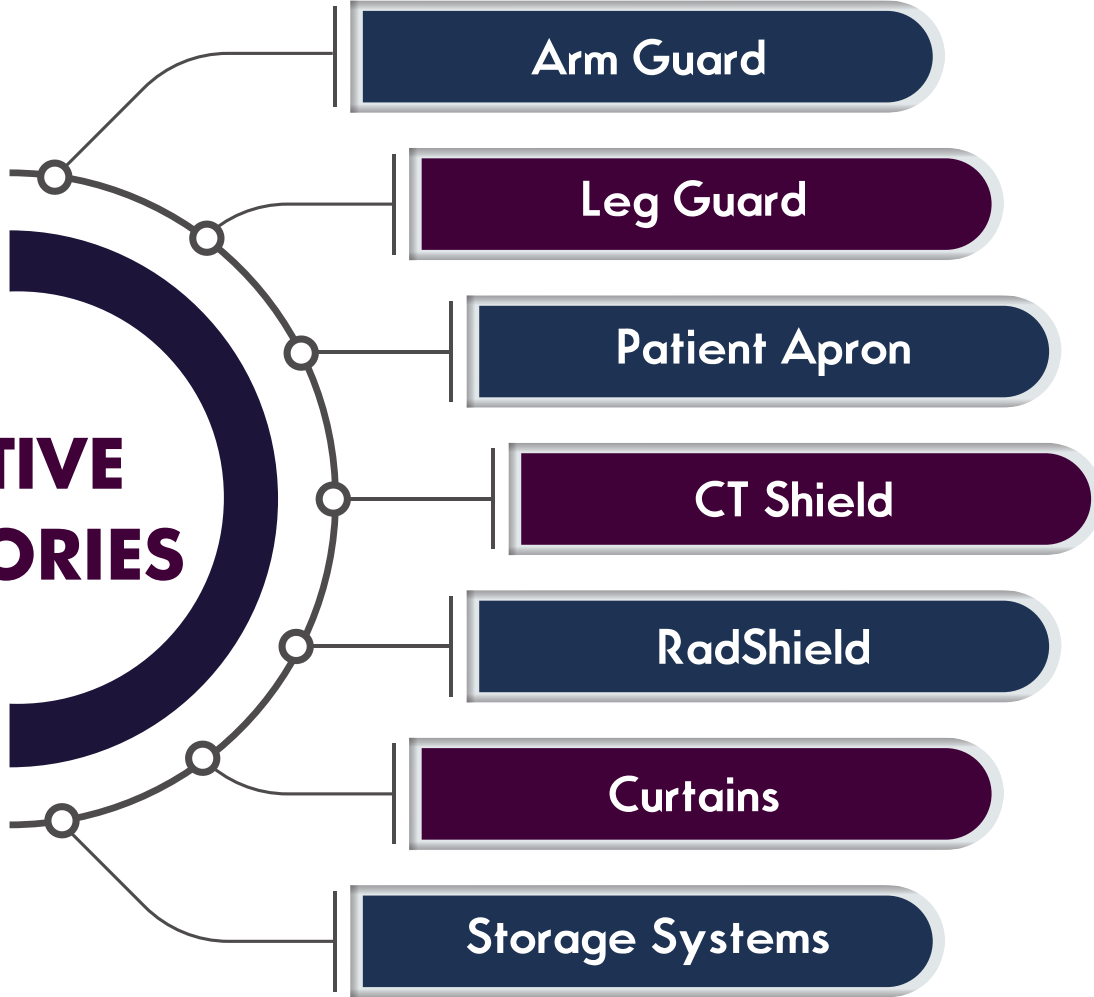 Arm Guard
Leg Guard
Patient Apron
TIVE
CT Shield
ORIES
RadShield
Curtains
Storage Systems